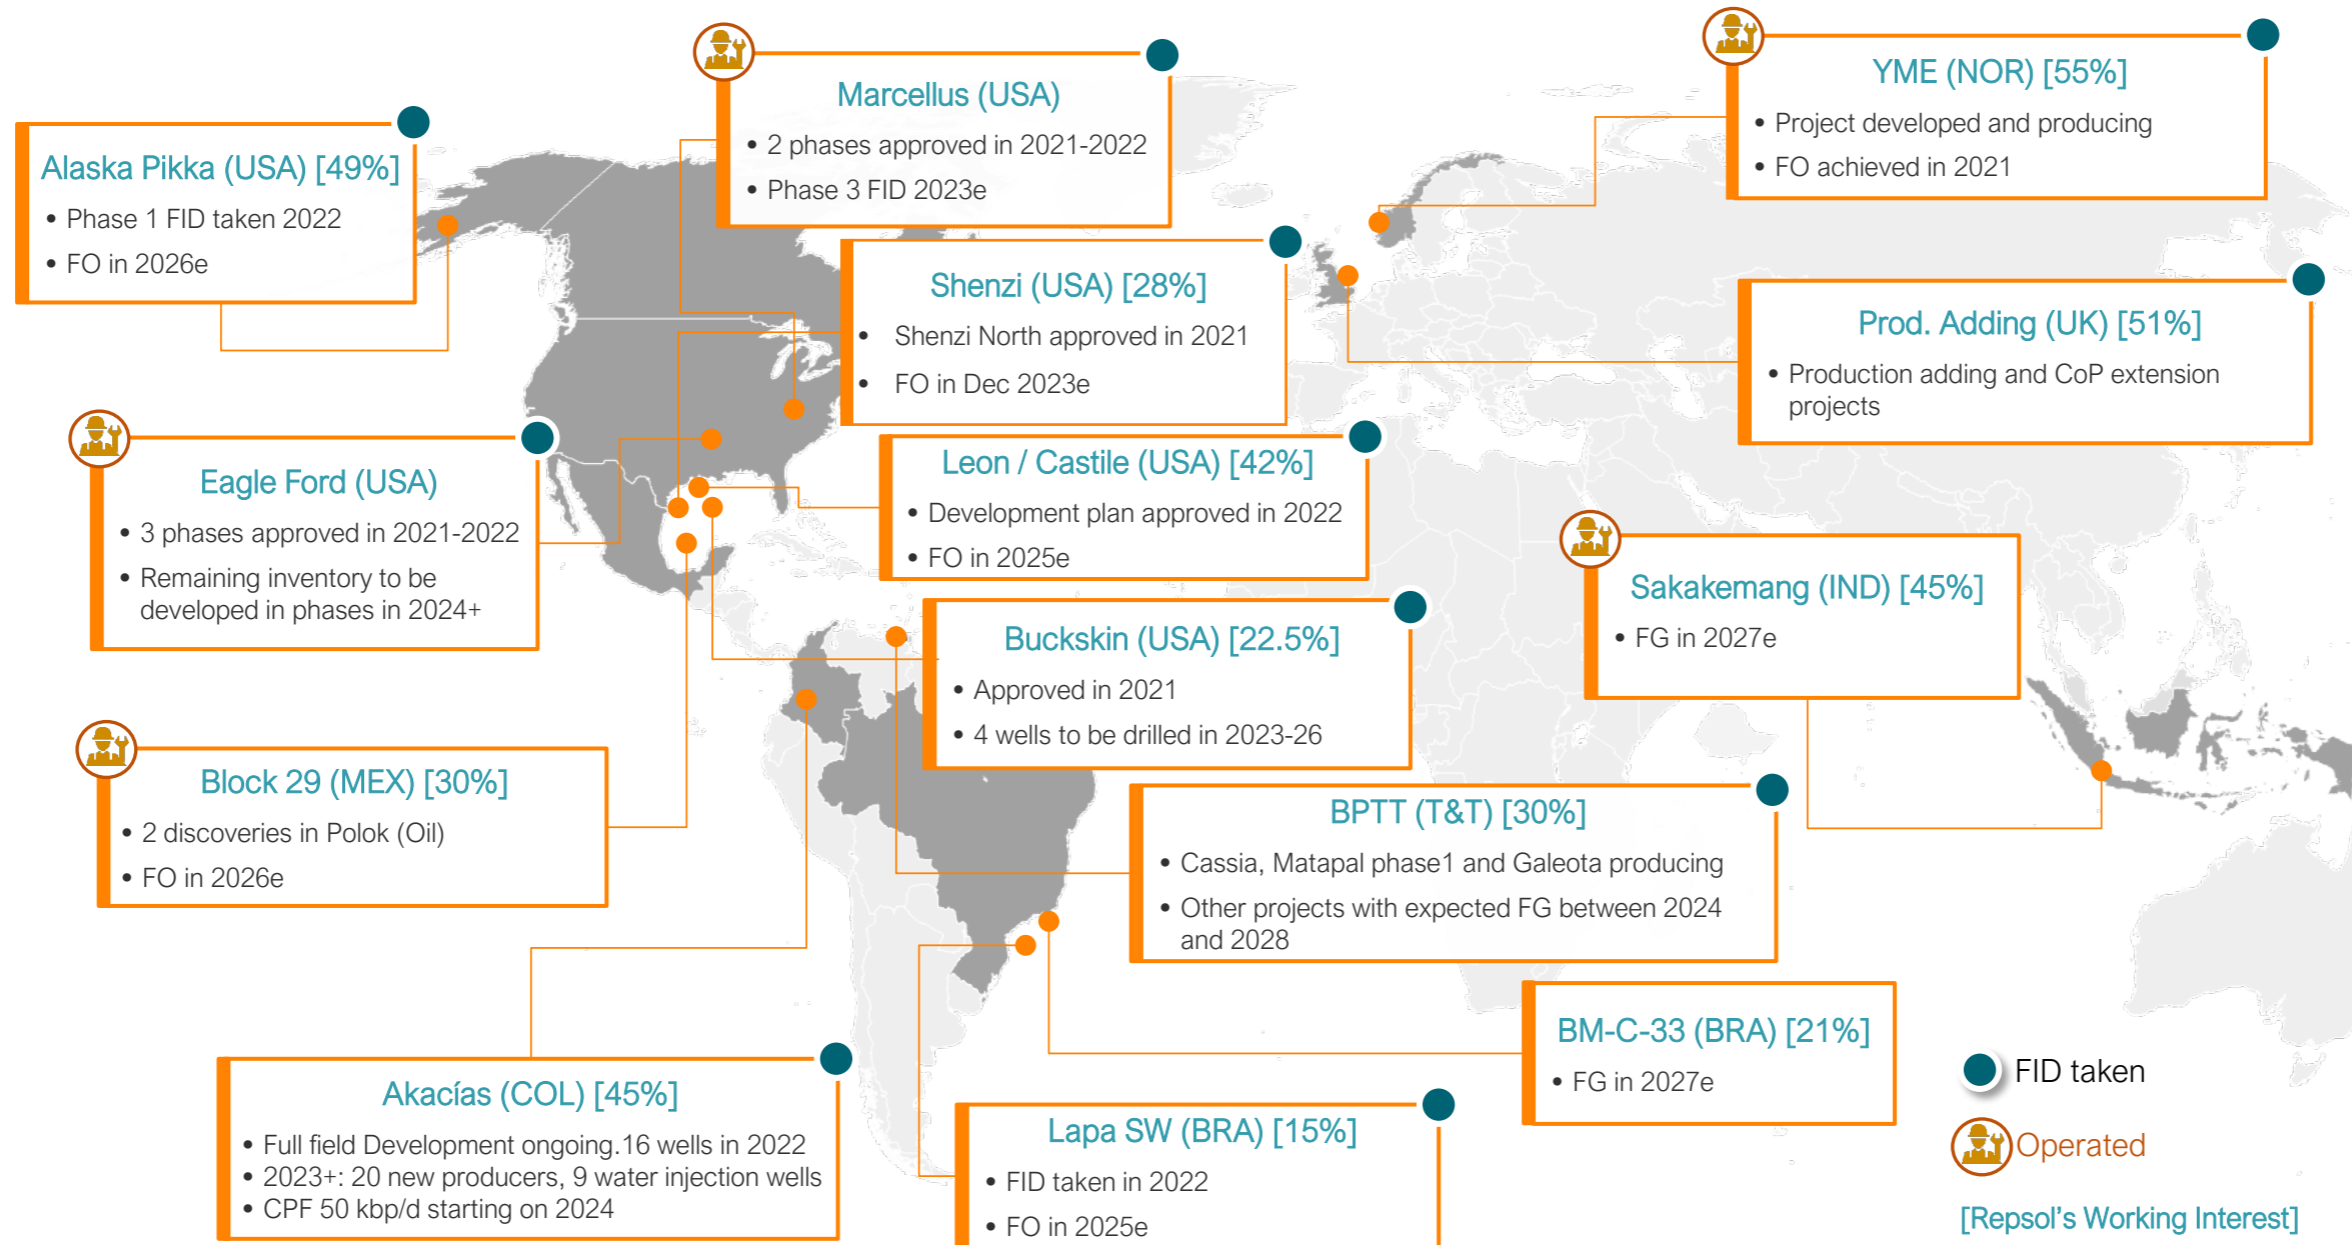 Marcellus (USA)
• 2 phases approved in 2021-2022
• Phase 3 FID 2023e
YME (NOR) [55%]
• Project developed and producing
• FO achieved in 2021
Alaska Pikka (USA) [49%]
• Phase 1 FID taken 2022
• FO in 2026e
Shenzi (USA) [28%]
• Shenzi North approved in 2021
• FO in Dec 2023e
Prod. Adding (UK) [51%]
• Production adding and CoP extension
projects
Eagle Ford (USA)
• 3 phases approved in 2021-2022
• Remaining inventory to be
developed in phases in 2024+
Leon / Castile (USA) [42%]
• Development plan approved in 2022
• FO in 2025e
Sakakemang (IND) [45%]
• FG in 2027e
Buckskin (USA) [22.5%]
• Approved in 2021
• 4 wells to be drilled in 2023-26
Block 29 (MEX) [30%]
• 2 discoveries in Polok (Oil)
• FO in 2026e
BPTT (T&T) [30%]
• Cassia, Matapal phase1 and Galeota producing
• Other projects with expected FG between 2024
and 2028
BM-C-33 (BRA) [21%]
• FG in 2027e
Akacías (COL) [45%]
• Full field Development ongoing.16 wells in 2022
• 2023+: 20 new producers, 9 water injection wells
• CPF 50 kbp/d starting on 2024
Lapa SW (BRA) [15%]
• FID taken in 2022
• FO in 2025e
FID taken
Operated
[Repsol's Working Interest]